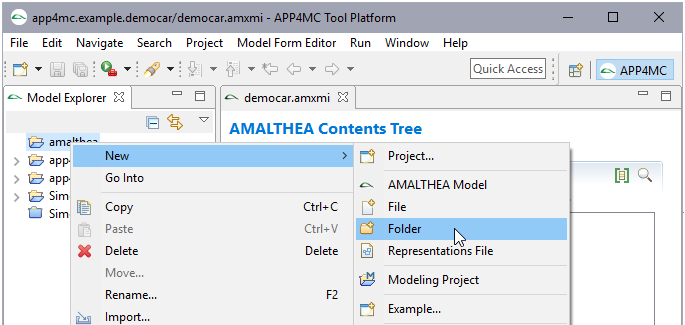 app4mc.example.democar/democar.amxmi - APP4MC Tool Platform
File Edit Navigate Search Project Model Form Editor Run Window Help
Quick Access APP4MC
Model Explorer democar.amxmi
AMALTHEA Contents Tree
amalthea
New Project...
app
Go Into AMALTHEA Model
app
Copy Ctrl+C File
Sim
Paste Ctrl+V Folder
Sim
Delete Delete Representations File
Move... Modeling Project
Rename... F2 Example...
Import...